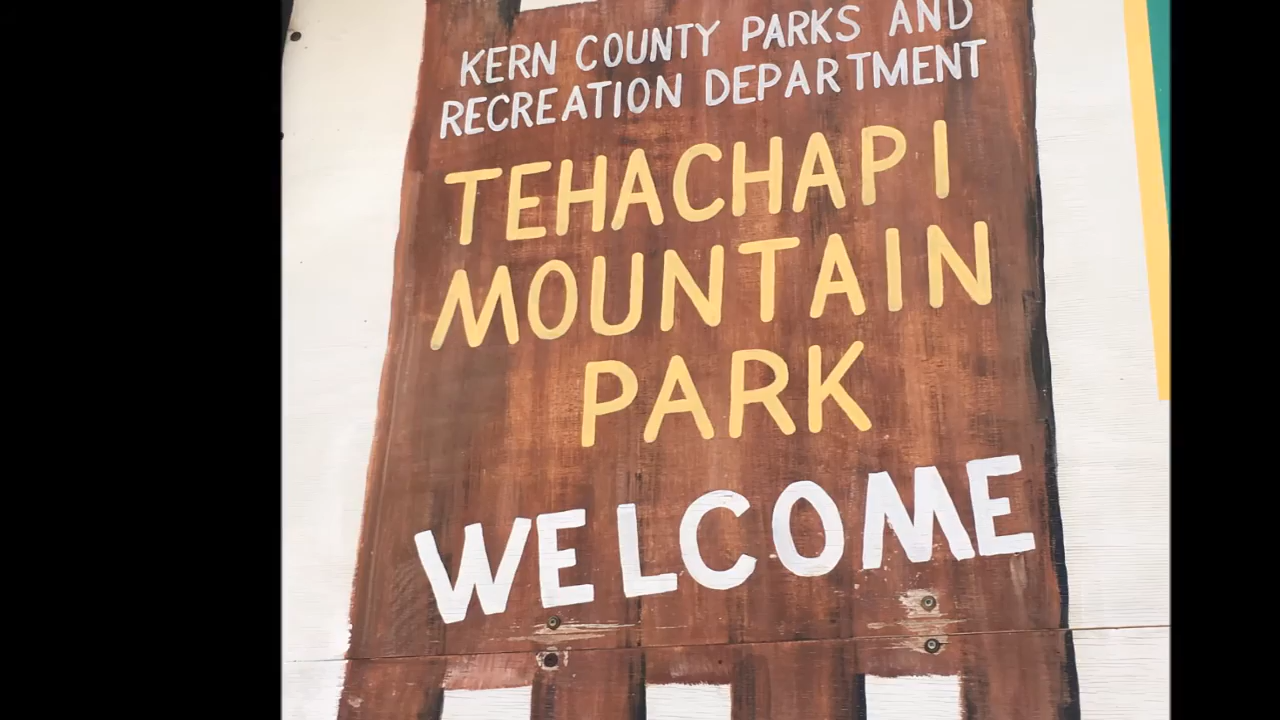 KERN COUNTY PARKS AND
RECREATION DEPARTMENT
TEHACHAPI
MOUNTAIN
PARK
WELCOME